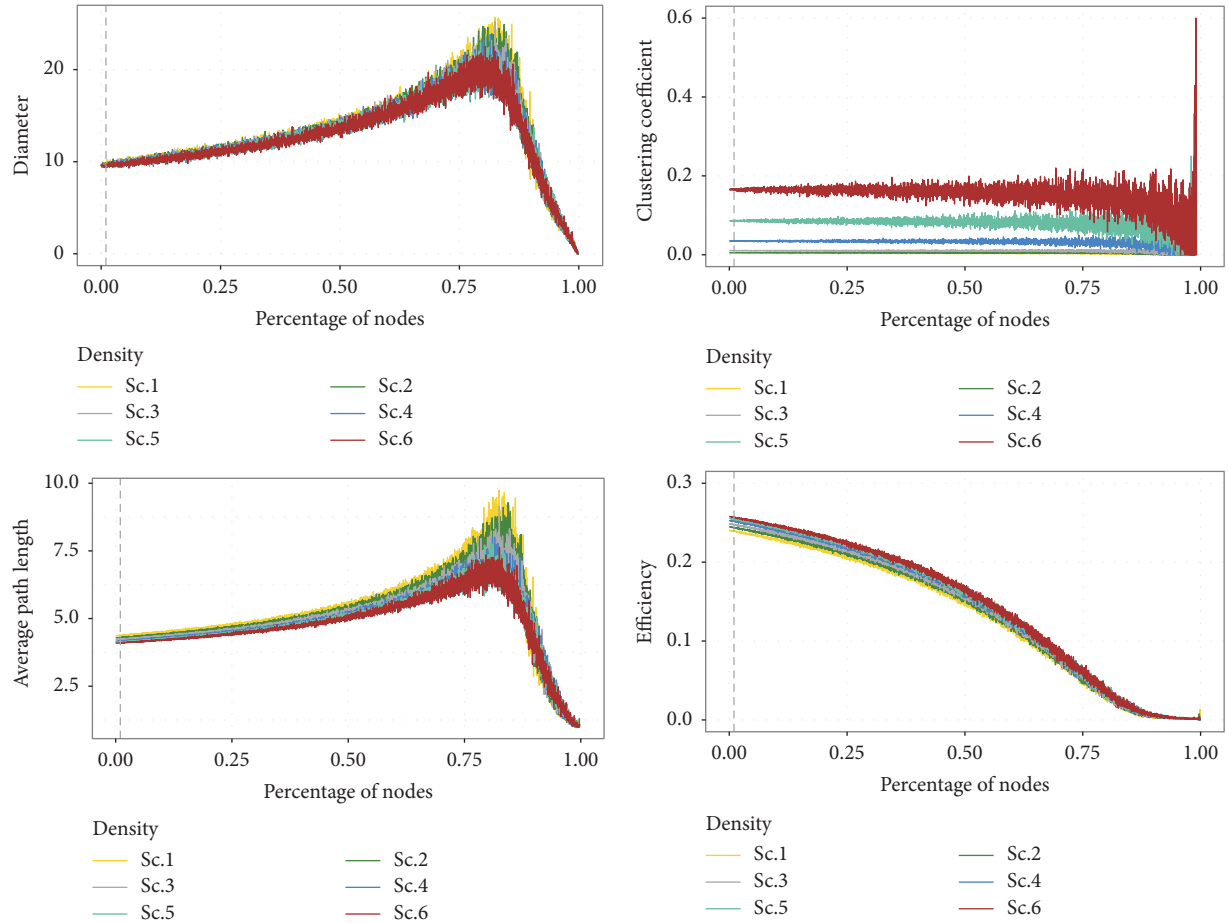 Diameter
20
10
0
0.00 0.25 0.50 0.75 1.00
Percentage of nodes
Density
Sc.1 Sc.2
Sc.3 Sc.4
Sc.5 Sc.6
Clustering coefficient
0.6
0.4
0.2
0.0
0.00 0.25 0.50 0.75 1.00
Percentage of nodes
Density
Sc.1 Sc.2
Sc.3 Sc.4
Sc.5 Sc.6
Average path length
10.0
7.5
5.0
2.5
0.00 0.25 0.50 0.75 1.00
Percentage of nodes
Density
Sc.1 Sc.2
Sc.3 Sc.4
Sc.5 Sc.6
Efficiency
0.3
0.2
0.1
0.0
0.00 0.25 0.50 0.75 1.00
Percentage of nodes
Density
Sc.1 Sc.2
Sc.3 Sc.4
Sc.5 Sc.6